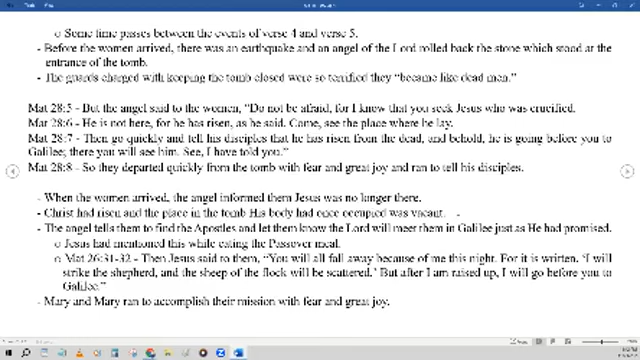 o Some time passes between the events of verse 4 and verse 5.
- Before the women arrived, there was an earthquake and an angel of the Lord rolled back the stone which stood at the
entrance of the tomb.
- The guards charged with keeping the tomb closed were so terrified they “became like dead men.”
Mat 28:5 - But the angel said to the women, “Do not be afraid, for I know that you seek Jesus who was crucified.
Mat 28:6 - He is not here, for he has risen, as he said. Come, see the place where he lay.
Mat 28:7 - Then go quickly and tell his disciples that he has risen from the dead, and behold, he is going before you to
Galilee; there you will see him. See, I have told you.”
Mat 28:8 - So they departed quickly from the tomb with fear and great joy and ran to tell his disciples.
- When the women arrived, the angel informed them Jesus was no longer there.
- Christ had risen and the place in the tomb His body had once occupied was vacant.
- The angel tells them to find the Apostles and let them know the Lord will meet them in Galilee just as He had promised.
o Jesus had mentioned this while eating the Passover meal.
o Mat 26:31-32 - Then Jesus said to them, “You will all fall away because of me this night. For it is written, ‘I will
strike the shepherd, and the sheep of the flock will be scattered.’ But after I am raised up, I will go before you to
Galilee.”
- Mary and Mary ran to accomplish their mission with fear and great joy.